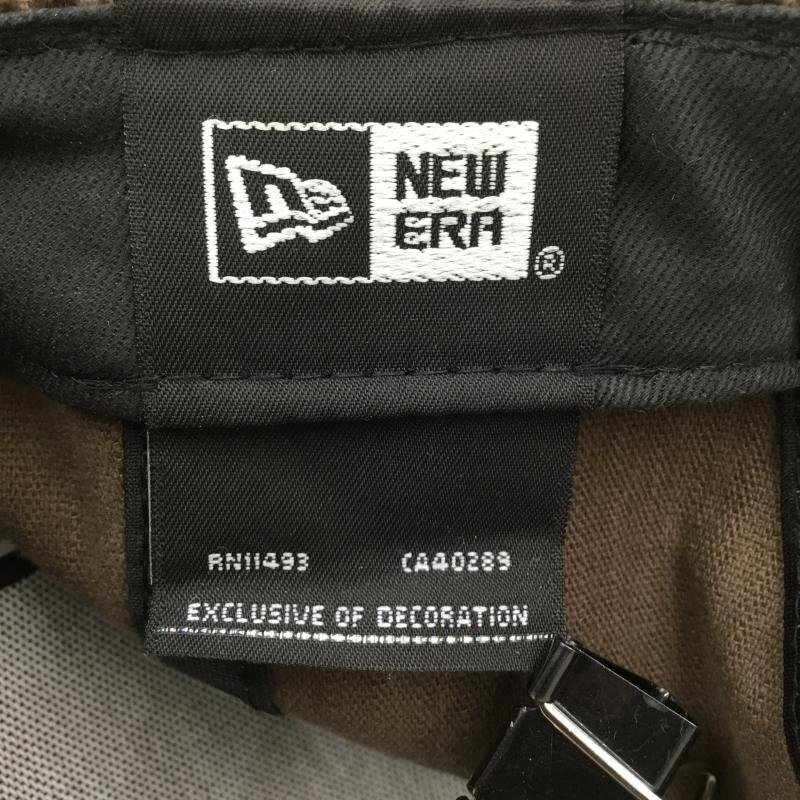 NEW
ERA
®
RN11493 CA40289
EXCLUSIVE OF DECORATION